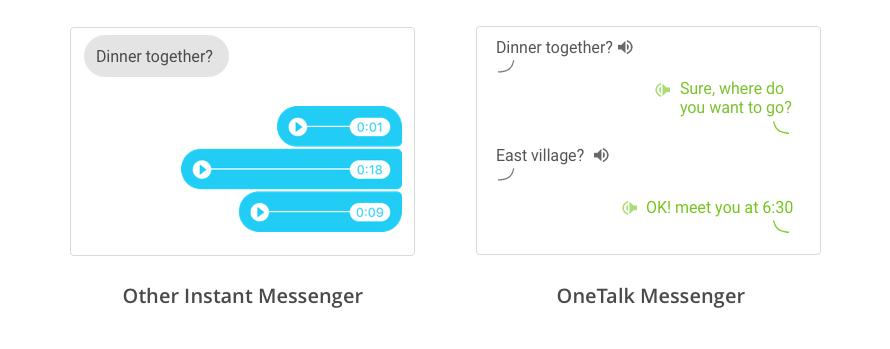 Dinner together?
0:01
0:18
0:09
Other Instant Messenger
Dinner together?
Sure, where do
you want to go?
East village?
OK! meet you at 6:30
OneTalk Messenger